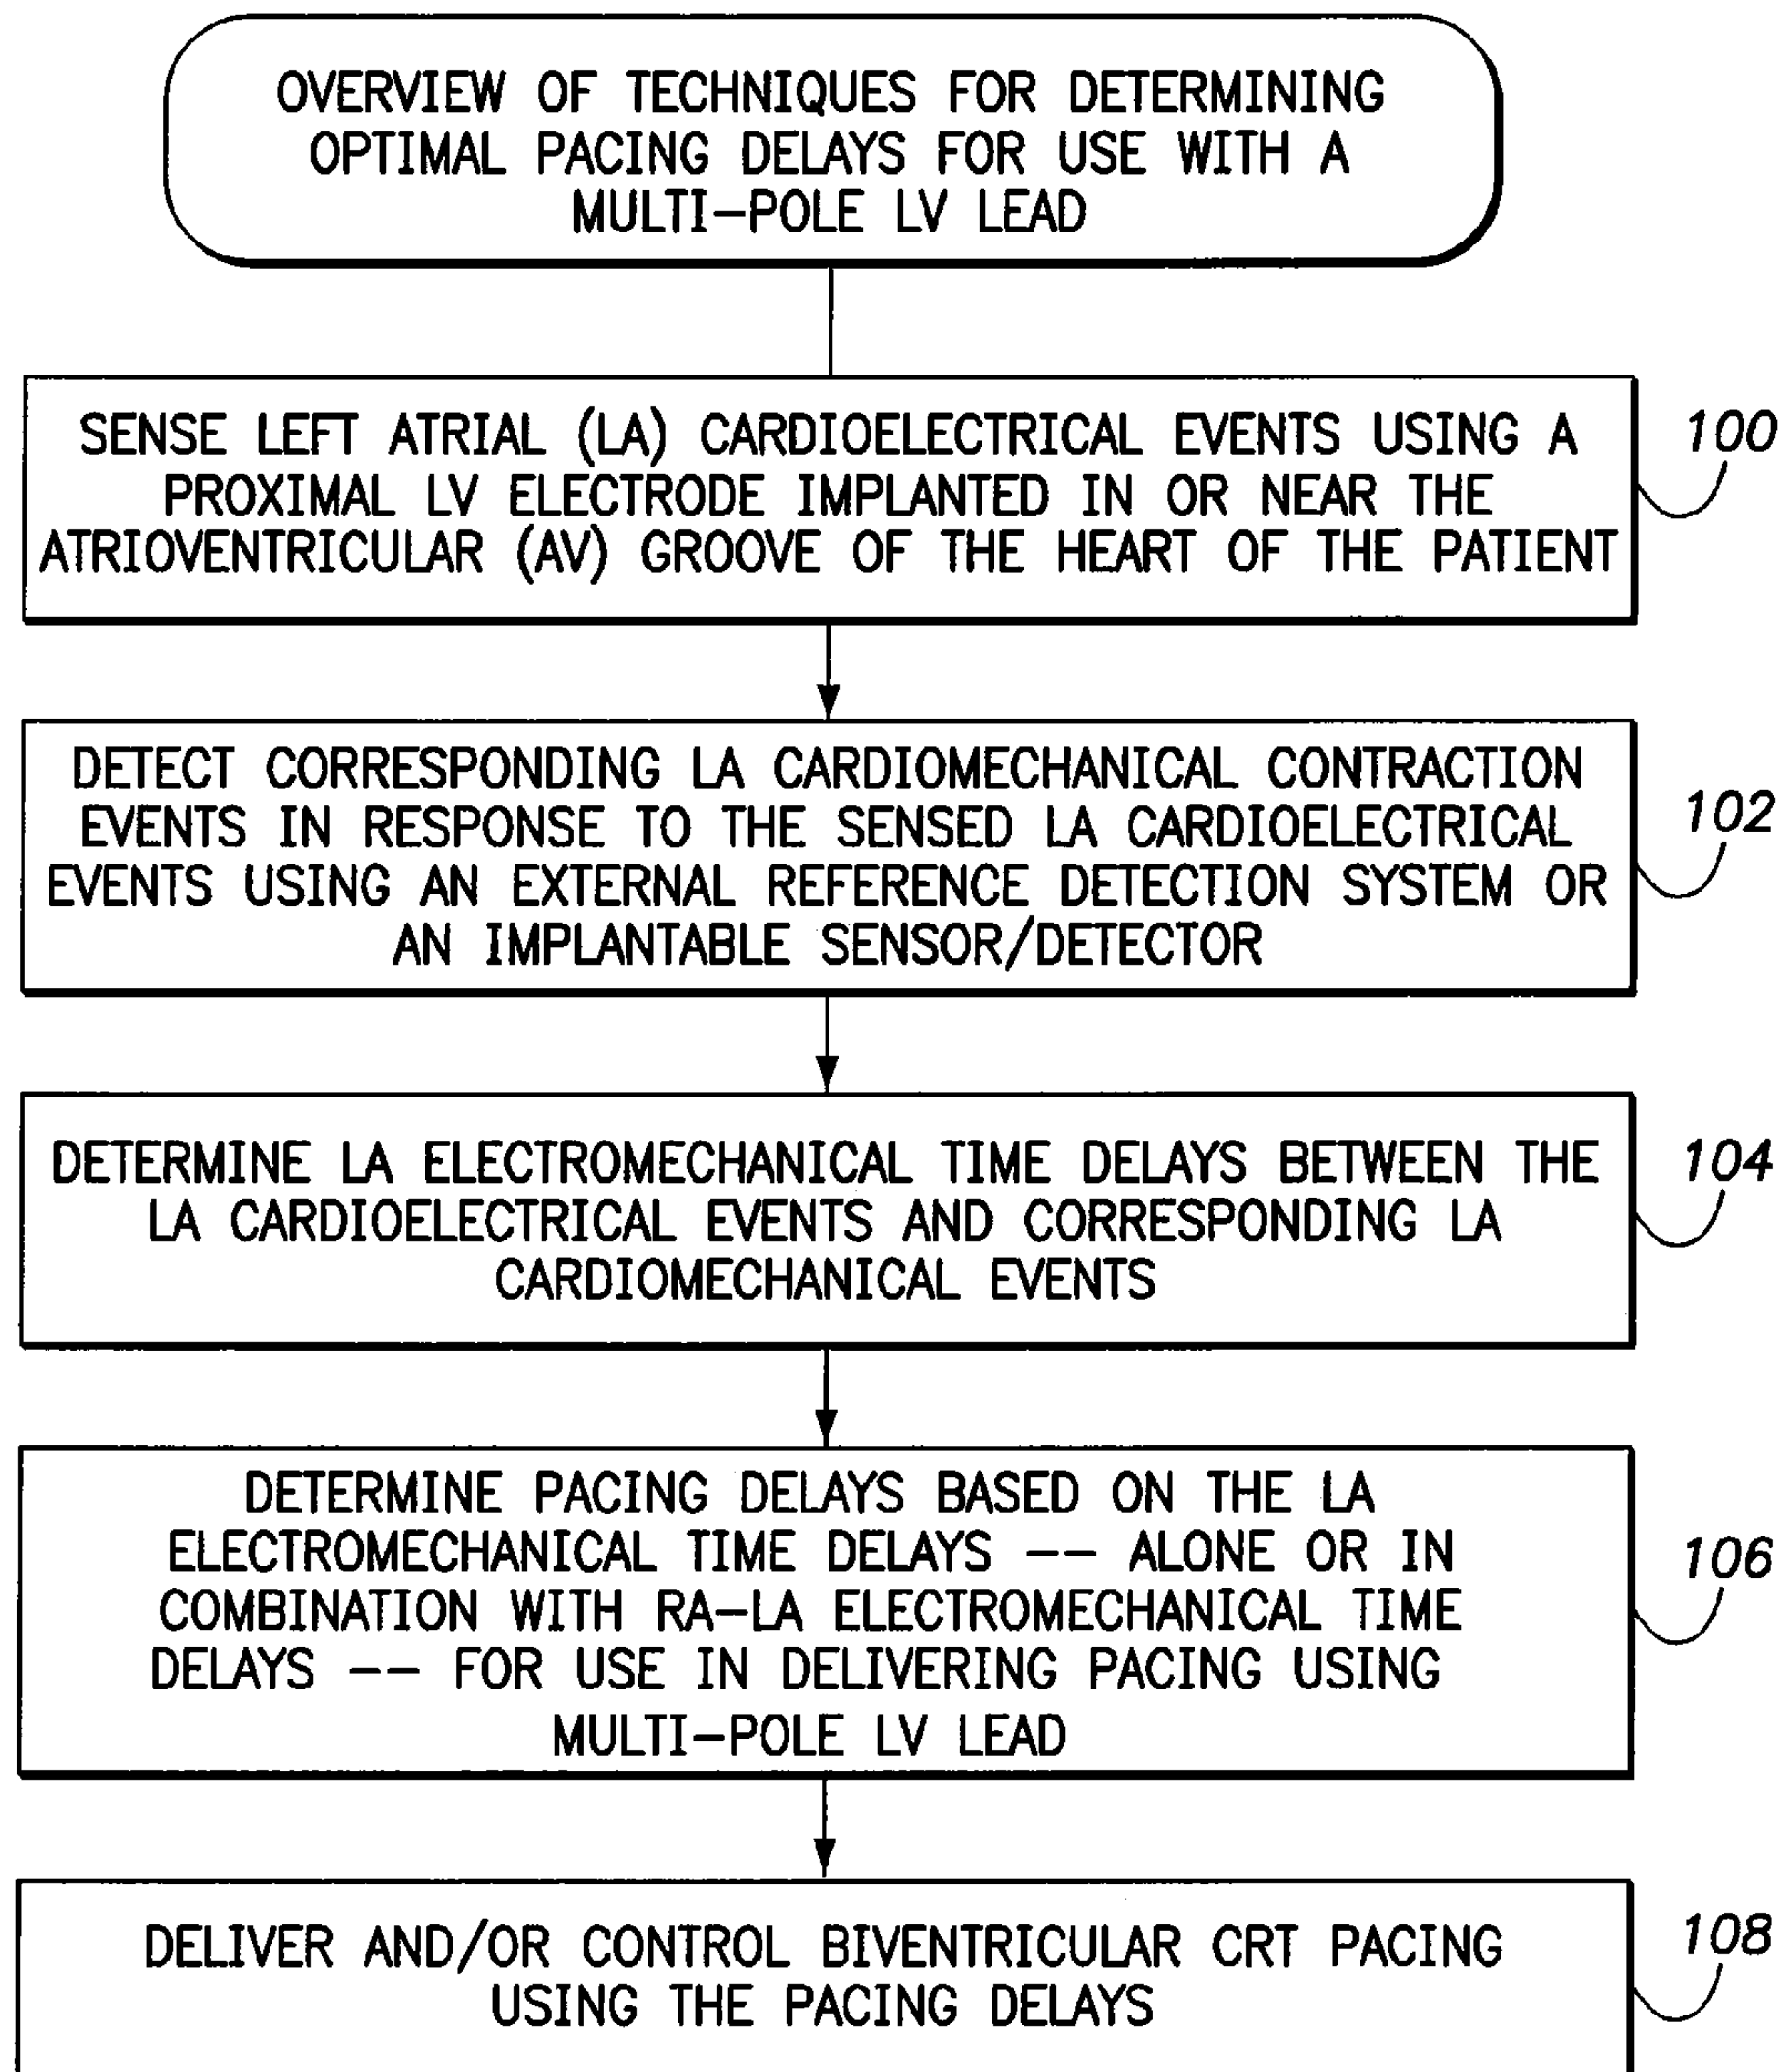 OVERVIEW OF TECHNIQUES FOR DETERMINING
OPTIMAL PACING DELAYS FOR USE WITH A
MULTI-POLE LV LEAD
SENSE LEFT ATRIAL (LA) CARDIOELECTRICAL EVENTS USING A
PROXIMAL LV ELECTRODE IMPLANTED IN OR NEAR THE
ATRIOVENTRICULAR (AV) GROOVE OF THE HEART OF THE PATIENT
100
DETECT CORRESPONDING LA CARDIOMECHANICAL CONTRACTION
EVENTS IN RESPONSE TO THE SENSED LA CARDIOELECTRICAL
EVENTS USING AN EXTERNAL REFERENCE DETECTION SYSTEM OR
AN IMPLANTABLE SENSOR/DETECTOR
102
DETERMINE LA ELECTROMECHANICAL TIME DELAYS BETWEEN THE
LA CARDIOELECTRICAL EVENTS AND CORRESPONDING LA
CARDIOMECHANICAL EVENTS
104
DETERMINE PACING DELAYS BASED ON THE LA
ELECTROMECHANICAL TIME DELAYS -- ALONE OR IN
COMBINATION WITH RA-LA ELECTROMECHANICAL TIME
DELAYS -- FOR USE IN DELIVERING PACING USING
MULTI-POLE LV LEAD
106
DELIVER AND/OR CONTROL BIVENTRICULAR CRT PACING
USING THE PACING DELAYS
108